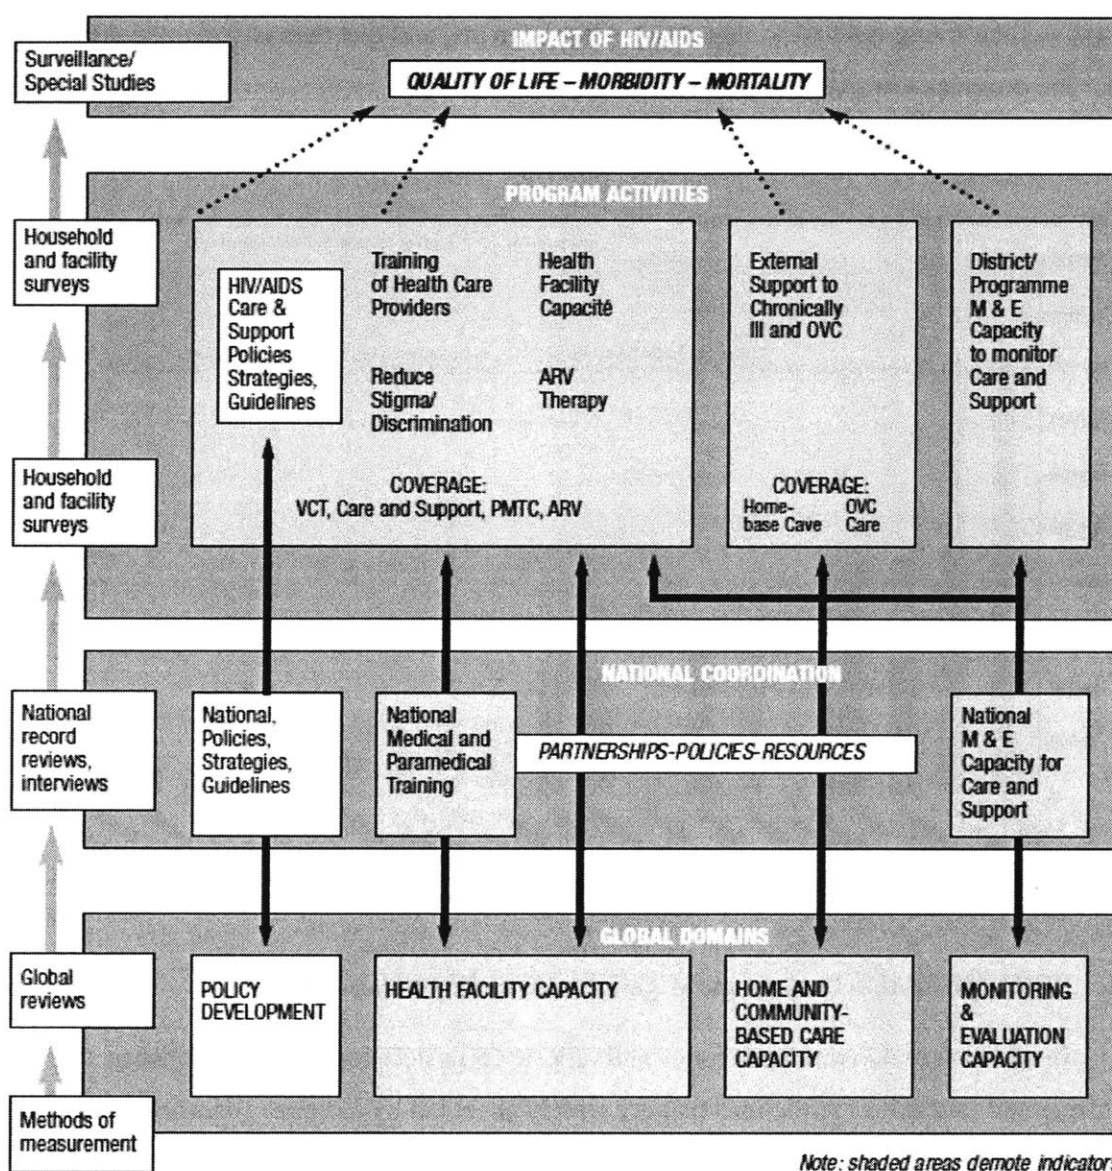 IMPACT OF HIV/AIDS
Surveillance/
Special Studies
QUALITY OF LIFE – MORBIDITY – MORTALITY
PROGRAM ACTIVITIES
Household
and facility
surveys
HIV/AIDS
Care &
Support
Policies
Strategies,
Guidelines
Training
of Health Care
Providers
Health
Facility
Capacité
Reduce
Stigma/
Discrimination
ARV
Therapy
COVERAGE:
VCT, Care and Support, PMTC, ARV
External
Support to
Chronically
Ill and OVC
COVERAGE:
Home-
base Cave
OVC
Care
District/
Programme
M & E
Capacity
to monitor
Care and
Support
Household
and facility
surveys
NATIONAL COORDINATION
National
record
reviews,
interviews
National,
Policies,
Strategies,
Guidelines
National
Medical and
Paramedical
Training
PARTNERSHIPS-POLICIES-RESOURCES
National
M & E
Capacity for
Care and
Support
GLOBAL DOMAINS
Global
reviews
POLICY
DEVELOPMENT
HEALTH FACILITY CAPACITY
HOME AND
COMMUNITY-
BASED CARE
CAPACITY
MONITORING
&
EVALUATION
CAPACITY
Methods of
measurement
Note: shaded areas demote indicators